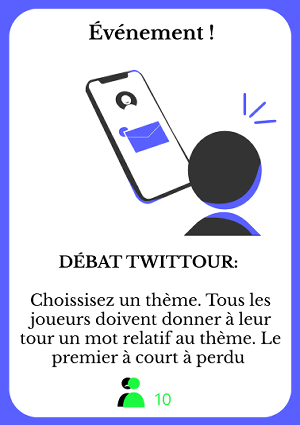 Événement !
DÉBAT TWITTOUR:
Choissisez un thème. Tous les
joueurs doivent donner à leur
tour un mot relatif au thème. Le
premier à court à perdu
10